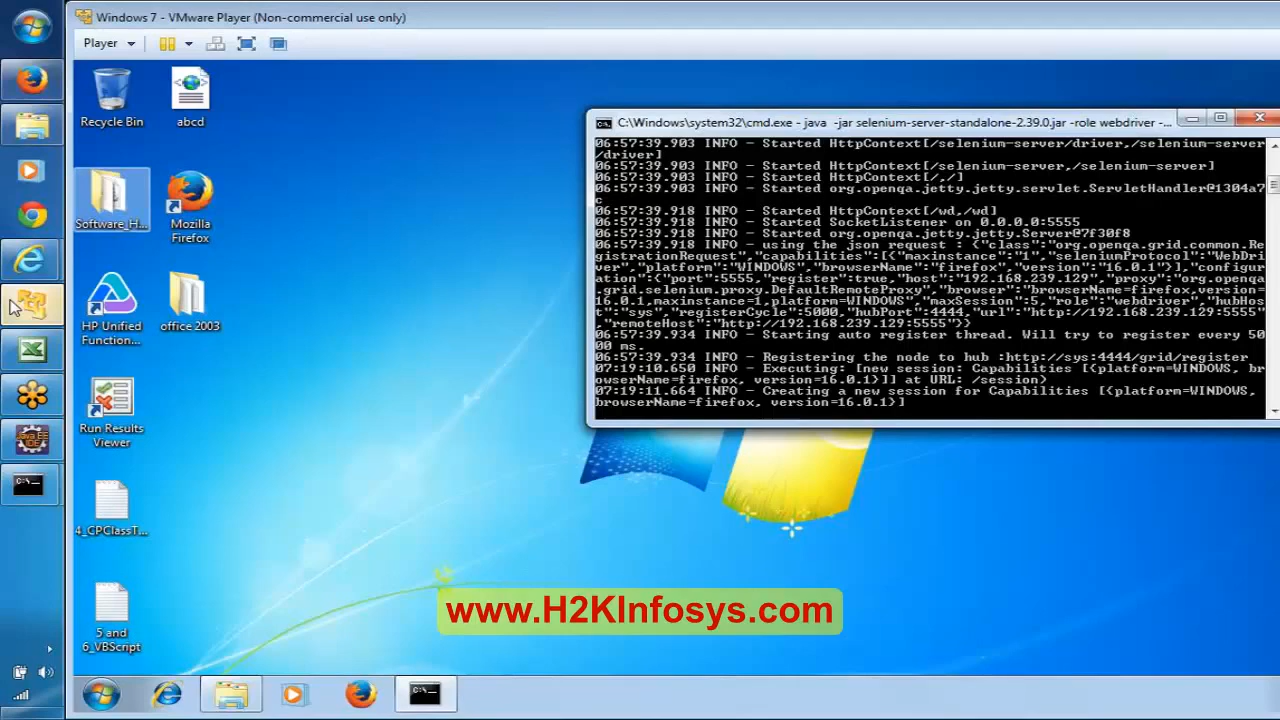 Windows 7 - VMware Player (Non-commercial use only)
Player
Recycle Bin
abcd
Software_H...
Mozilla
Firefox
HP Unified
Function...
office 2003
Run Results
Viewer
4_CPClassT...
5 and
6_VBScript
C:\Windows\system32\cmd.exe - java -jar selenium-server-standalone-2.39.0.jar -role webdriver -...
06:57:39.903 INFO - Started HttpContext[/selenium-server/driver,/selenium-server
/driver]
06:57:39.903 INFO - Started HttpContext[/selenium-server,/selenium-server]
06:57:39.903 INFO - Started HttpContext[/,/]
06:57:39.903 INFO - Started org.openqa.jetty.jetty.servlet.ServletHandler@1304a7
c
06:57:39.918 INFO - Started HttpContext[/wd,/wd]
06:57:39.918 INFO - Started SocketListener on 0.0.0.0:5555
06:57:39.918 INFO - Started org.openqa.jetty.jetty.Server@7f30f8
06:57:39.918 INFO - using the json request : {"class":"org.openqa.grid.common.Re
gistrationRequest","capabilities":[{"maxinstance":"1","seleniumProtocol":"WebDri
ver","platform":"WINDOWS","browserName":"firefox","version":"16.0.1"}],"configur
ation":{"port":5555,"register":true,"host":"192.168.239.129","proxy":"org.openqa
.grid.selenium.proxy.DefaultRemoteProxy","browser":"browserName=firefox,version=
16.0.1,maxinstance=1,platform=WINDOWS","maxSession":5,"role":"webdriver","hubHos
t":"sys","registerCycle":5000,"hubPort":4444,"url":"http://192.168.239.129:5555"
,"remoteHost":"http://192.168.239.129:5555"}}
06:57:39.934 INFO - Starting auto register thread. Will try to register every 50
00 ms.
06:57:39.934 INFO - Registering the node to hub :http://sys:4444/grid/register
07:19:10.650 INFO - Executing: [new session: Capabilities [{platform=WINDOWS, br
owserName=firefox, version=16.0.1}]] at URL: /session)
07:19:11.664 INFO - Creating a new session for Capabilities [{platform=WINDOWS,
browserName=firefox, version=16.0.1}]
www.H2KInfosys.com